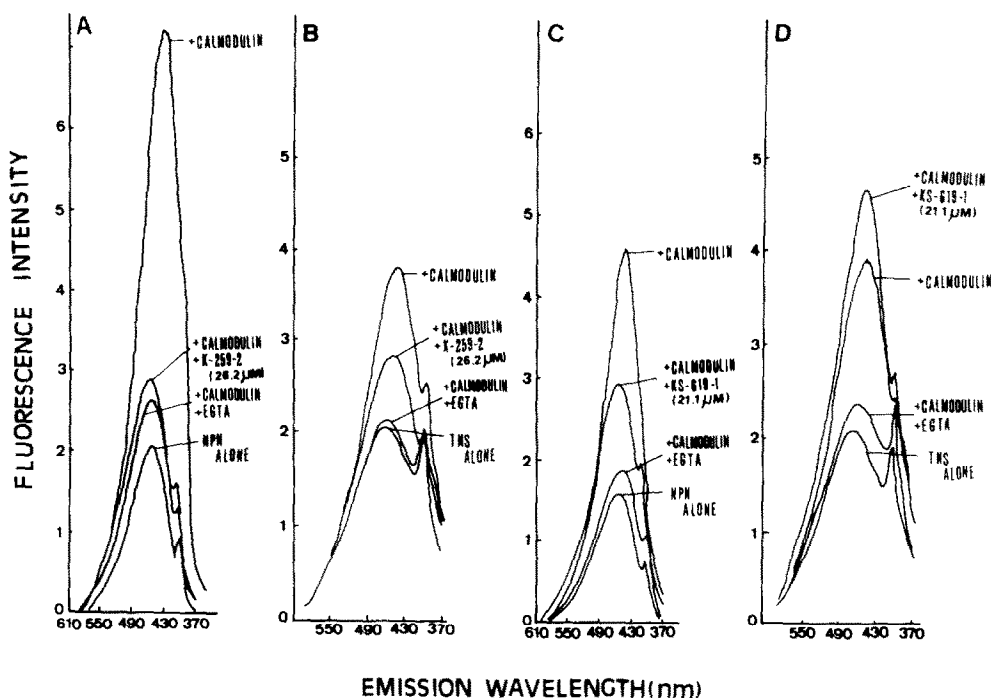 A
+CALMODULIN
+CALMODULIN
+K-259-2
(26.2μM)
+CALMODULIN
+EGTA
NPN
ALONE
6
5
4
3
2
1
0
610 550 490 430 370
B
+CALMODULIN
+CALMODULIN
+K-259-2
(26.2μM)
+CALMODULIN
+EGTA
TNS
ALONE
5
4
3
2
1
0
550 490 430 370
C
+CALMODULIN
+CALMODULIN
+KS-619-1
(21.1μM)
+CALMODULIN
+EGTA
NPN
ALONE
6
5
4
3
2
1
0
610 550 490 430 370
D
+CALMODULIN
+KS-619-1
(21.1μM)
+CALMODULIN
+CALMODULIN
+EGTA
TNS
ALONE
5
4
3
2
1
0
550 490 430 370
FLUORESCENCE INTENSITY
EMISSION WAVELENGTH(nm)